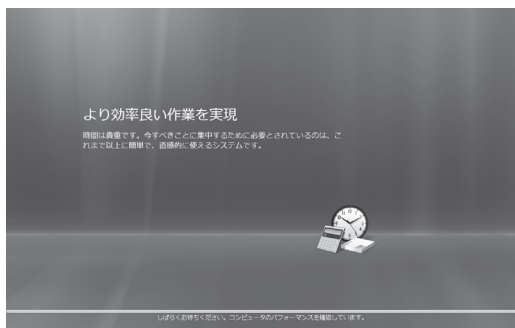 より効率良い作業を実現
時間は貴重です。今すべきことに集中するために必要とされているのは、こ
れまで以上に簡単で、直感的に使えるシステムです。
しばらくお待ちください。コンピュータのパフォーマンスを確認しています。